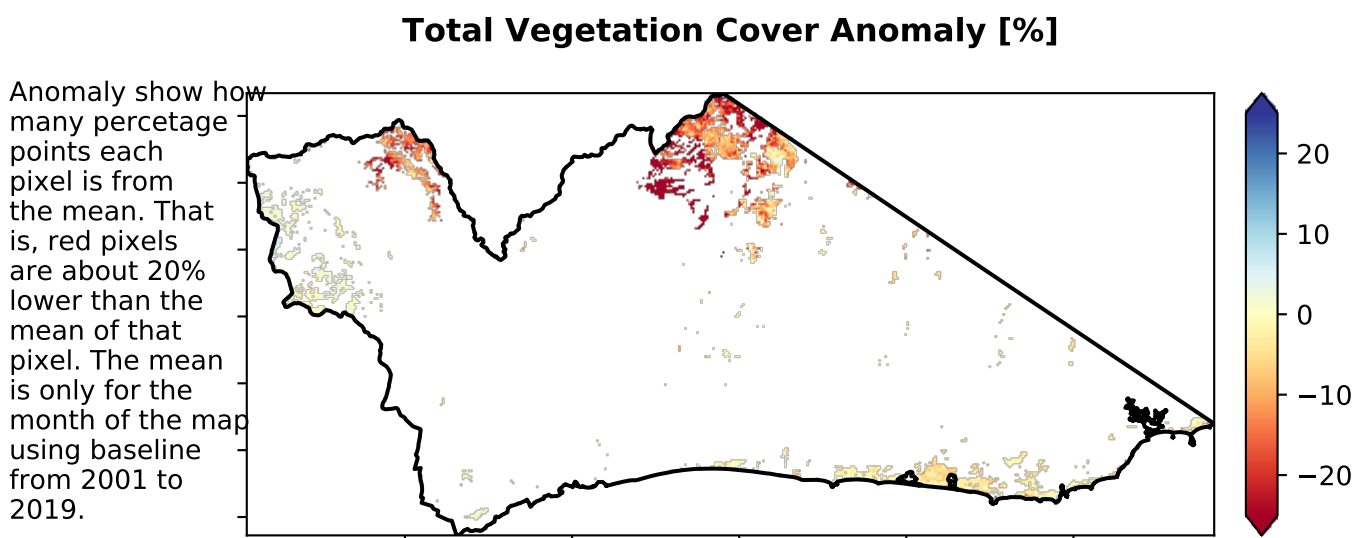 Total Vegetation Cover Anomaly [%]
Anomaly show how
many percetage
points each
pixel is from
the mean. That
is, red pixels
are about 20%
lower than the
mean of that
pixel. The mean
is only for the
month of the map
using baseline
from 2001 to
2019.
20
10
0
−10
−20